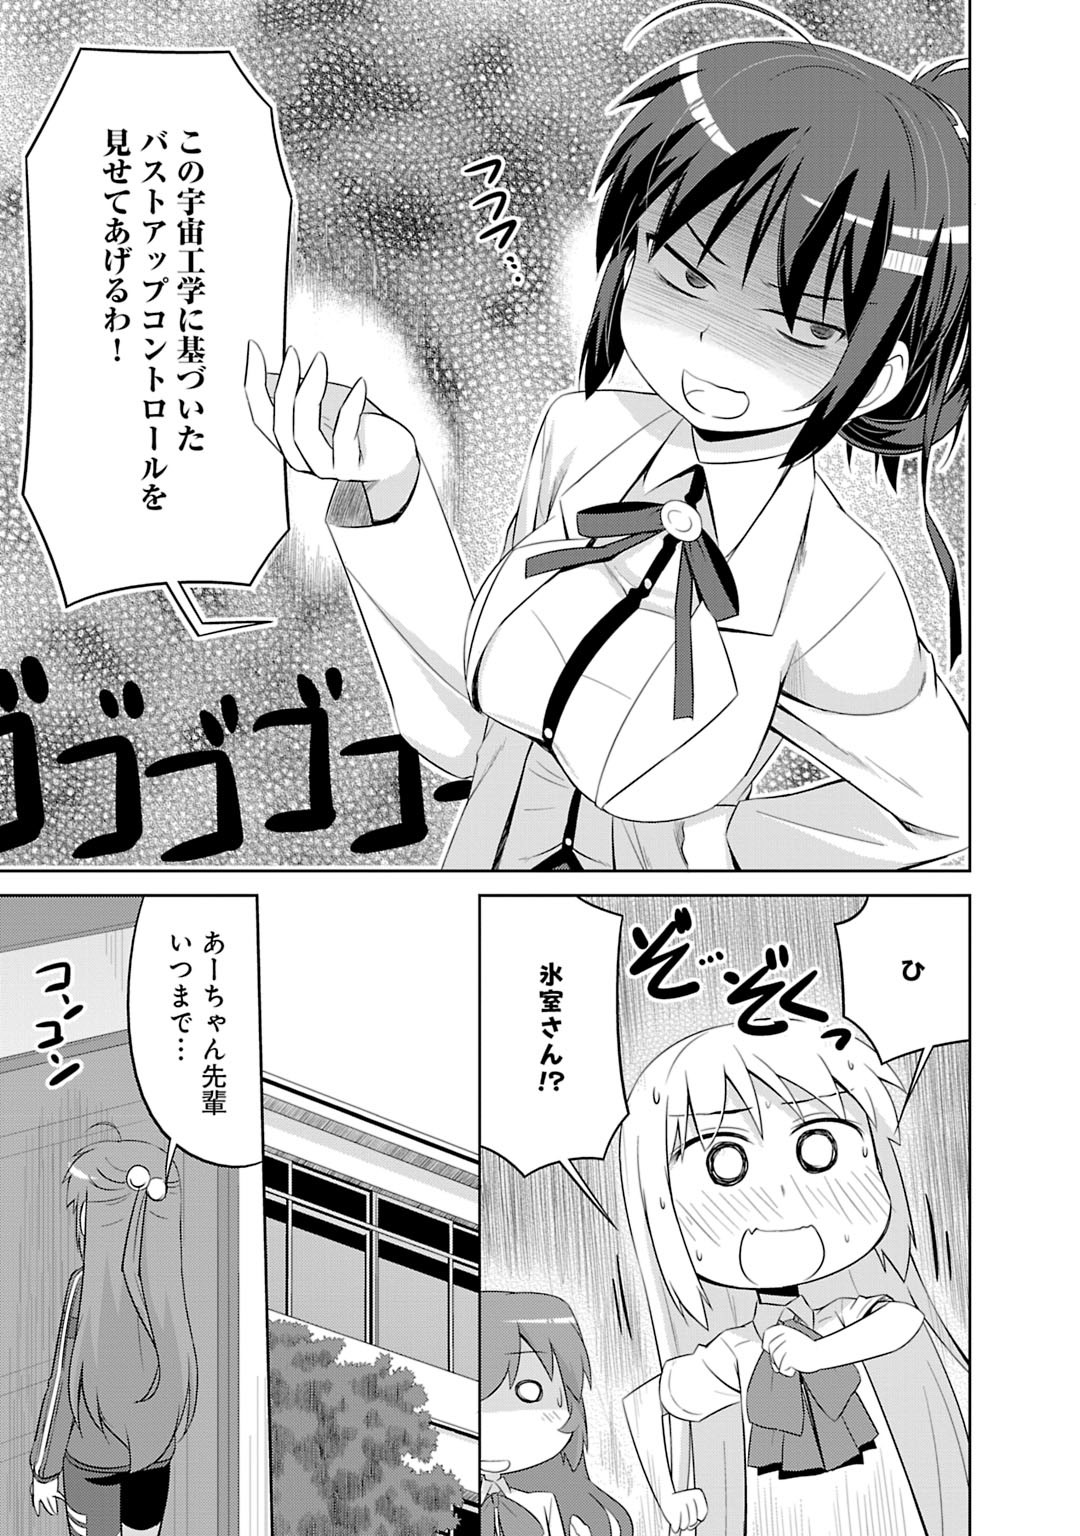 フフフ…
この宇宙工学に基づいた
バストアップコントロールを
見せてあげるわ!
ゴゴゴゴゴ
ひ
ぞぞくっ
ぞ…
氷室さん!?
あーちゃん先輩
いつまで…
コンコン